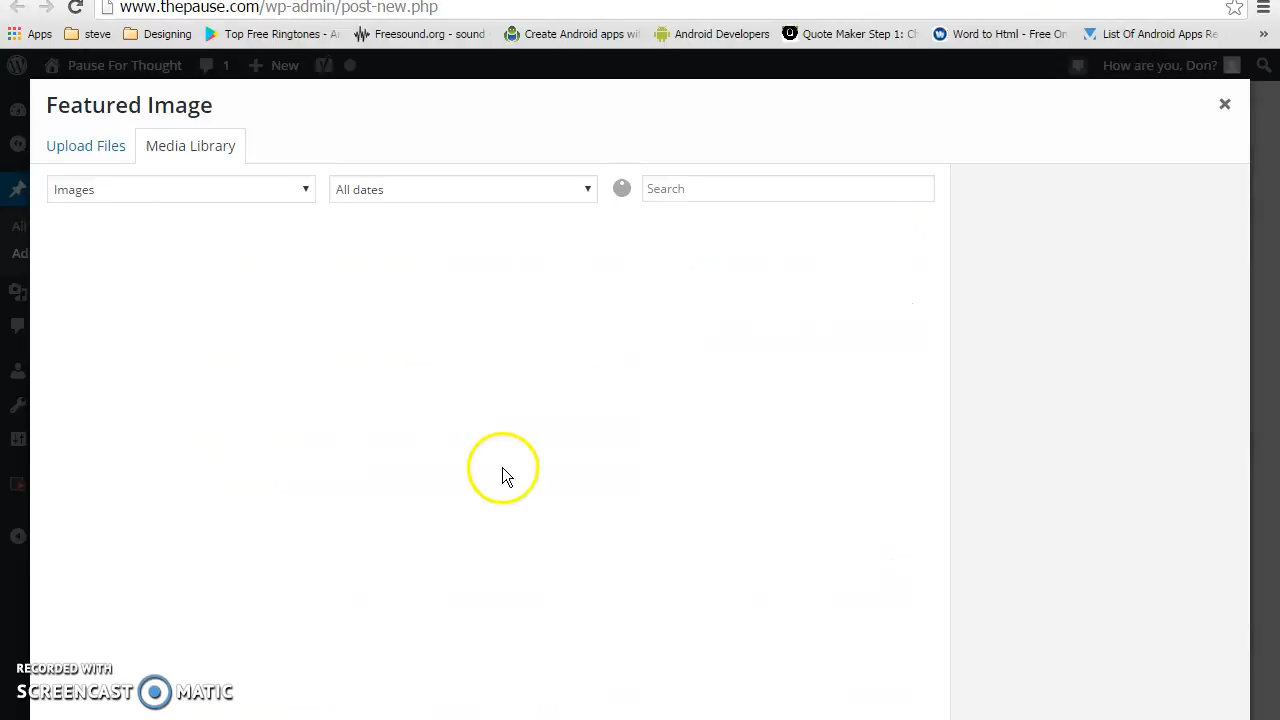 www.thepause.com/wp-admin/post-new.php
Apps steve Designing Top Free Ringtones - Freesound.org - sound Create Android apps wi Android Developers Quote Maker Step 1: Word to Html - Free On List Of Android Apps Re »
Pause For Thought 1 + New How are you, Don?
Featured Image
Upload Files Media Library
Images All dates Search
All
Ad
RECORDED WITH
SCREENCAST MATIC